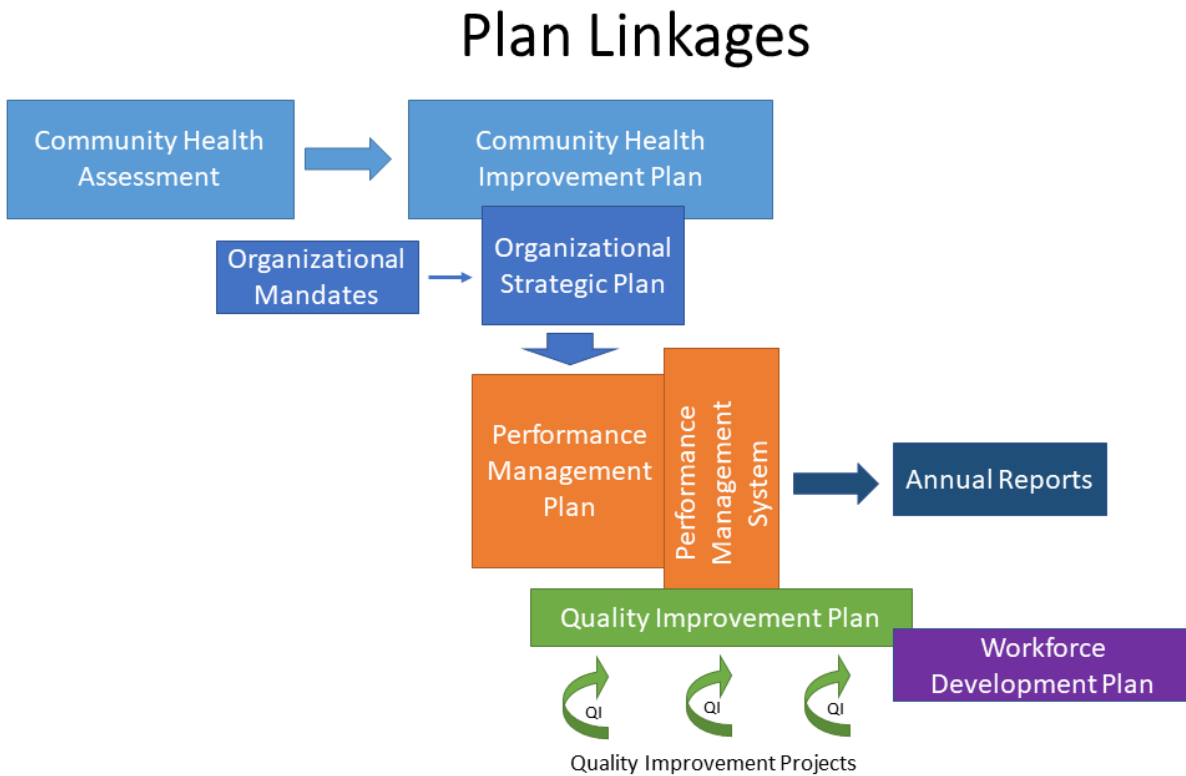 Plan Linkages
Community Health
Assessment
Community Health
Improvement Plan
Organizational
Mandates
Organizational
Strategic Plan
Performance
Management
Plan
Performance
Management
System
Annual Reports
Quality Improvement Plan
Workforce
Development Plan
QI
QI
QI
Quality Improvement Projects